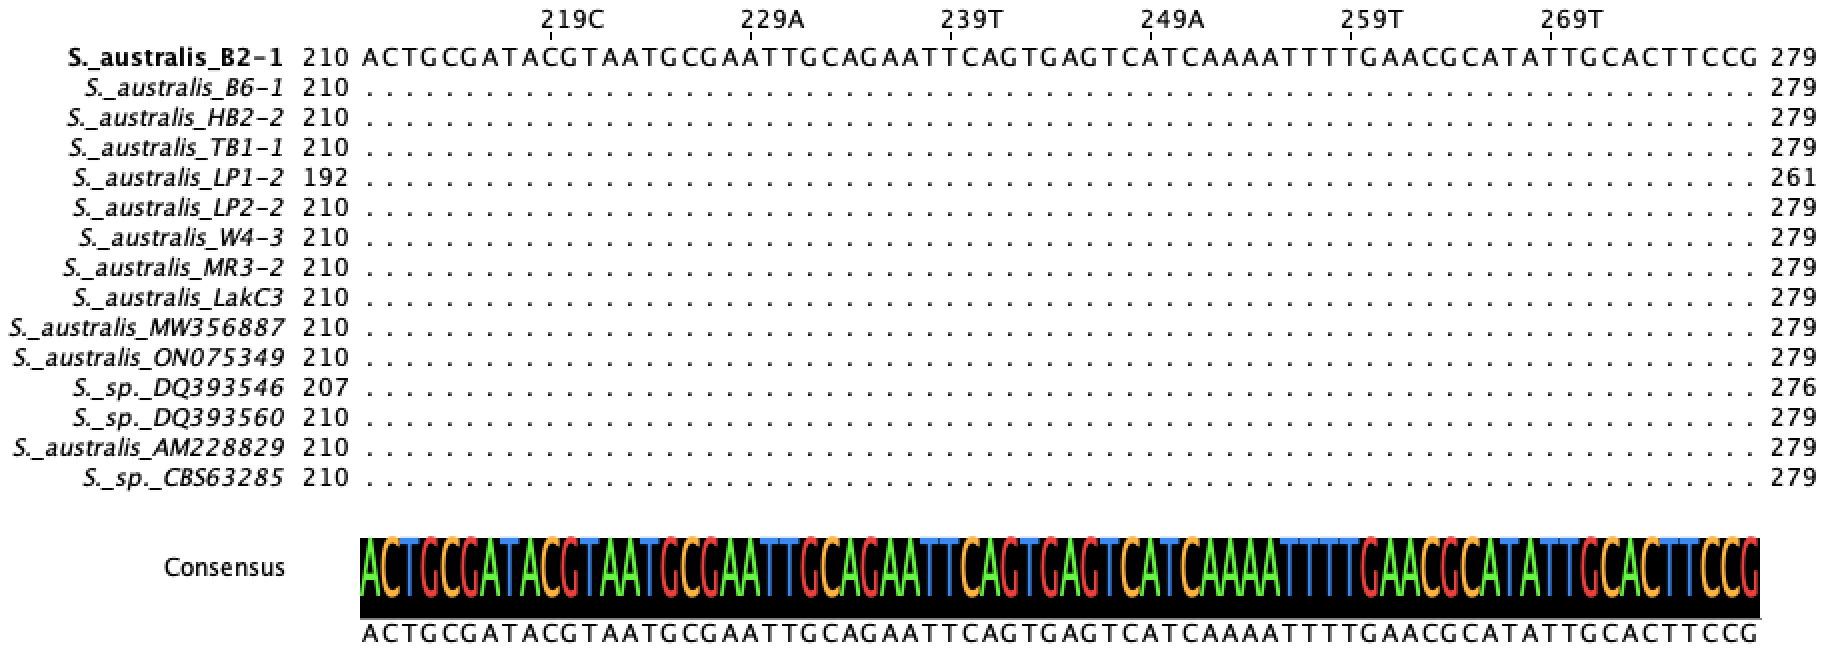 219C 229A 239T 249A 259T 269T
S._australis_B2-1 210 ACTGCGATACGTAATGCGAATTGCAGAATTCAGTGAGTCATCAAAATTTTGAACGCATATTGCACTTCCG 279
S._australis_B6-1 210 ...................................................................... 279
S._australis_HB2-2 210 ...................................................................... 279
S._australis_TB1-1 210 ...................................................................... 279
S._australis_LP1-2 192 ...................................................................... 261
S._australis_LP2-2 210 ...................................................................... 279
S._australis_W4-3 210 ...................................................................... 279
S._australis_MR3-2 210 ...................................................................... 279
S._australis_LakC3 210 ...................................................................... 279
S._australis_MW356887 210 ...................................................................... 279
S._australis_ON075349 210 ...................................................................... 279
S._sp._DQ393546 207 ...................................................................... 276
S._sp._DQ393560 210 ...................................................................... 279
S._australis_AM228829 210 ...................................................................... 279
S._sp._CBS63285 210 ...................................................................... 279
Consensus ACTGCGATACGTAATGCGAATTGCAGAATTCAGTGAGTCATCAAAATTTTGAACGCATATTGCACTTCCG
ACTGCGATACGTAATGCGAATTGCAGAATTCAGTGAGTCATCAAAATTTTGAACGCATATTGCACTTCCG